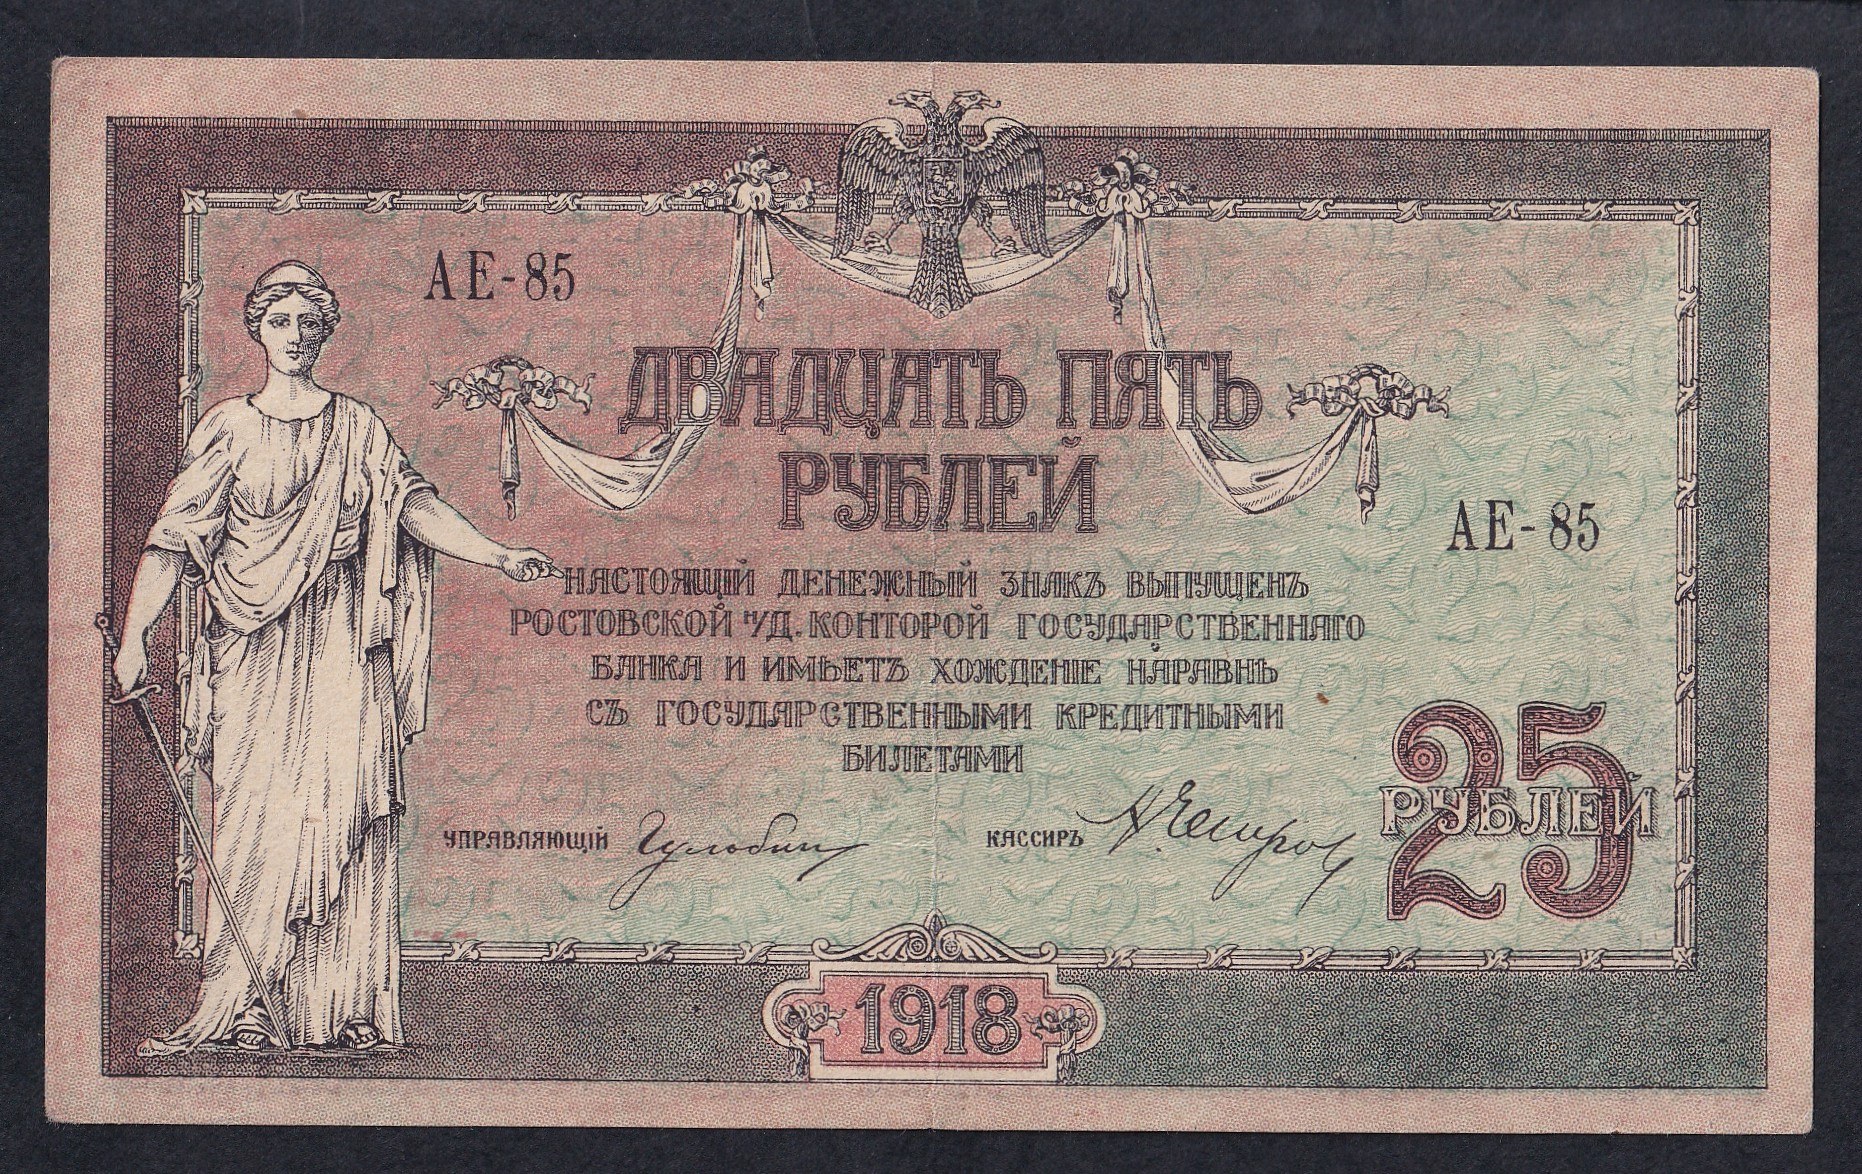 АЕ-85
ДВАДЦАТЬ ПЯТЬ
РУБЛЕЙ
АЕ-85
НАСТОЯЩІЙ ДЕНЕЖНЫЙ ЗНАКЪ ВЫПУЩЕНЪ
РОСТОВСКОЙ Н/Д. КОНТОРОЙ ГОСУДАРСТВЕННАГО
БАНКА И ИМѢЕТЪ ХОЖДЕНІЕ НАРАВНѢ
СЪ ГОСУДАРСТВЕННЫМИ КРЕДИТНЫМИ
БИЛЕТАМИ
25
РУБЛЕЙ
УПРАВЛЯЮЩІЙ Гулобин КАССИРЪ
1918